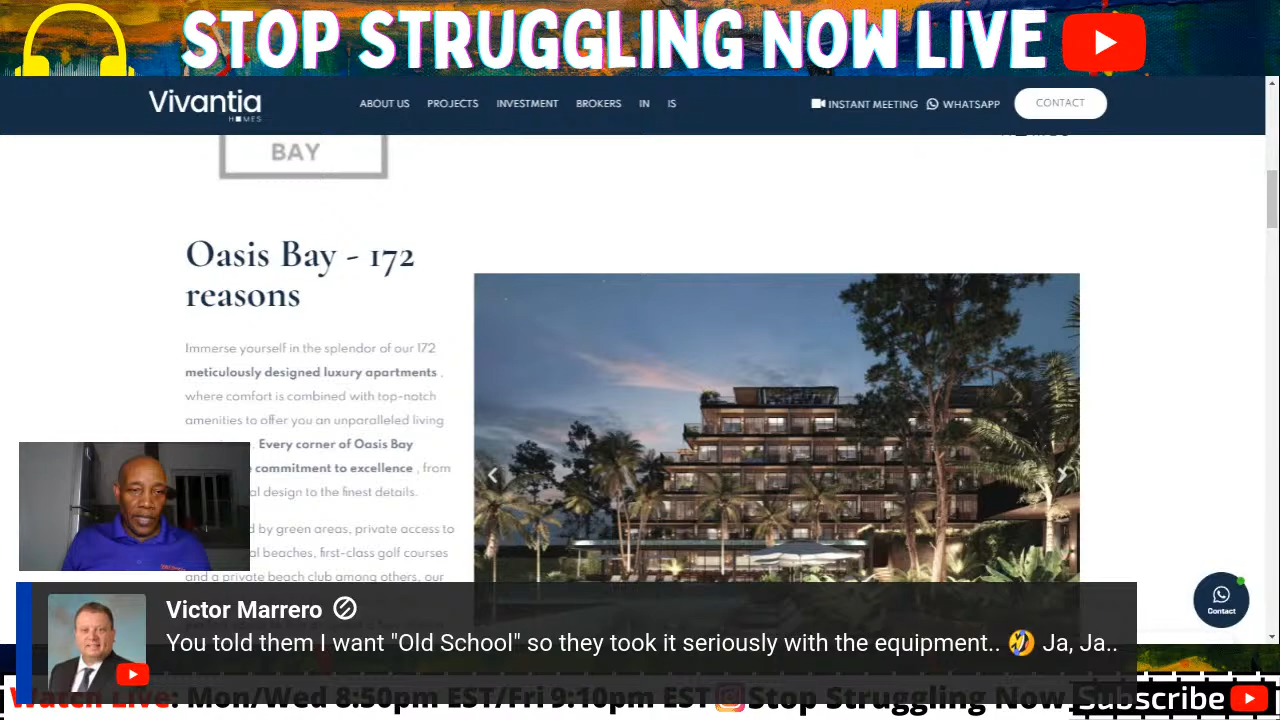 STOP STRUGGLING NOW LIVE
Vivantia
HOMES
ABOUT US PROJECTS INVESTMENT BROKERS IN IS
INSTANT MEETING WHATSAPP CONTACT
BAY
Oasis Bay - 172
reasons
Immerse yourself in the splendor of our 172
meticulously designed luxury apartments ,
where comfort is combined with top-notch
amenities to offer you an unparalleled living
. Every corner of Oasis Bay
commitment to excellence , from
design to the finest details.
by green areas, private access to
beaches, first-class golf courses
and a private beach club among others, our
Contact
Victor Marrero
You told them I want "Old School" so they took it seriously with the equipment.. 🤣 Ja, Ja..
Watch Live: Mon/Wed 8:30pm EST/Fri 5:10pm EST Stop Struggling Now Subscribe